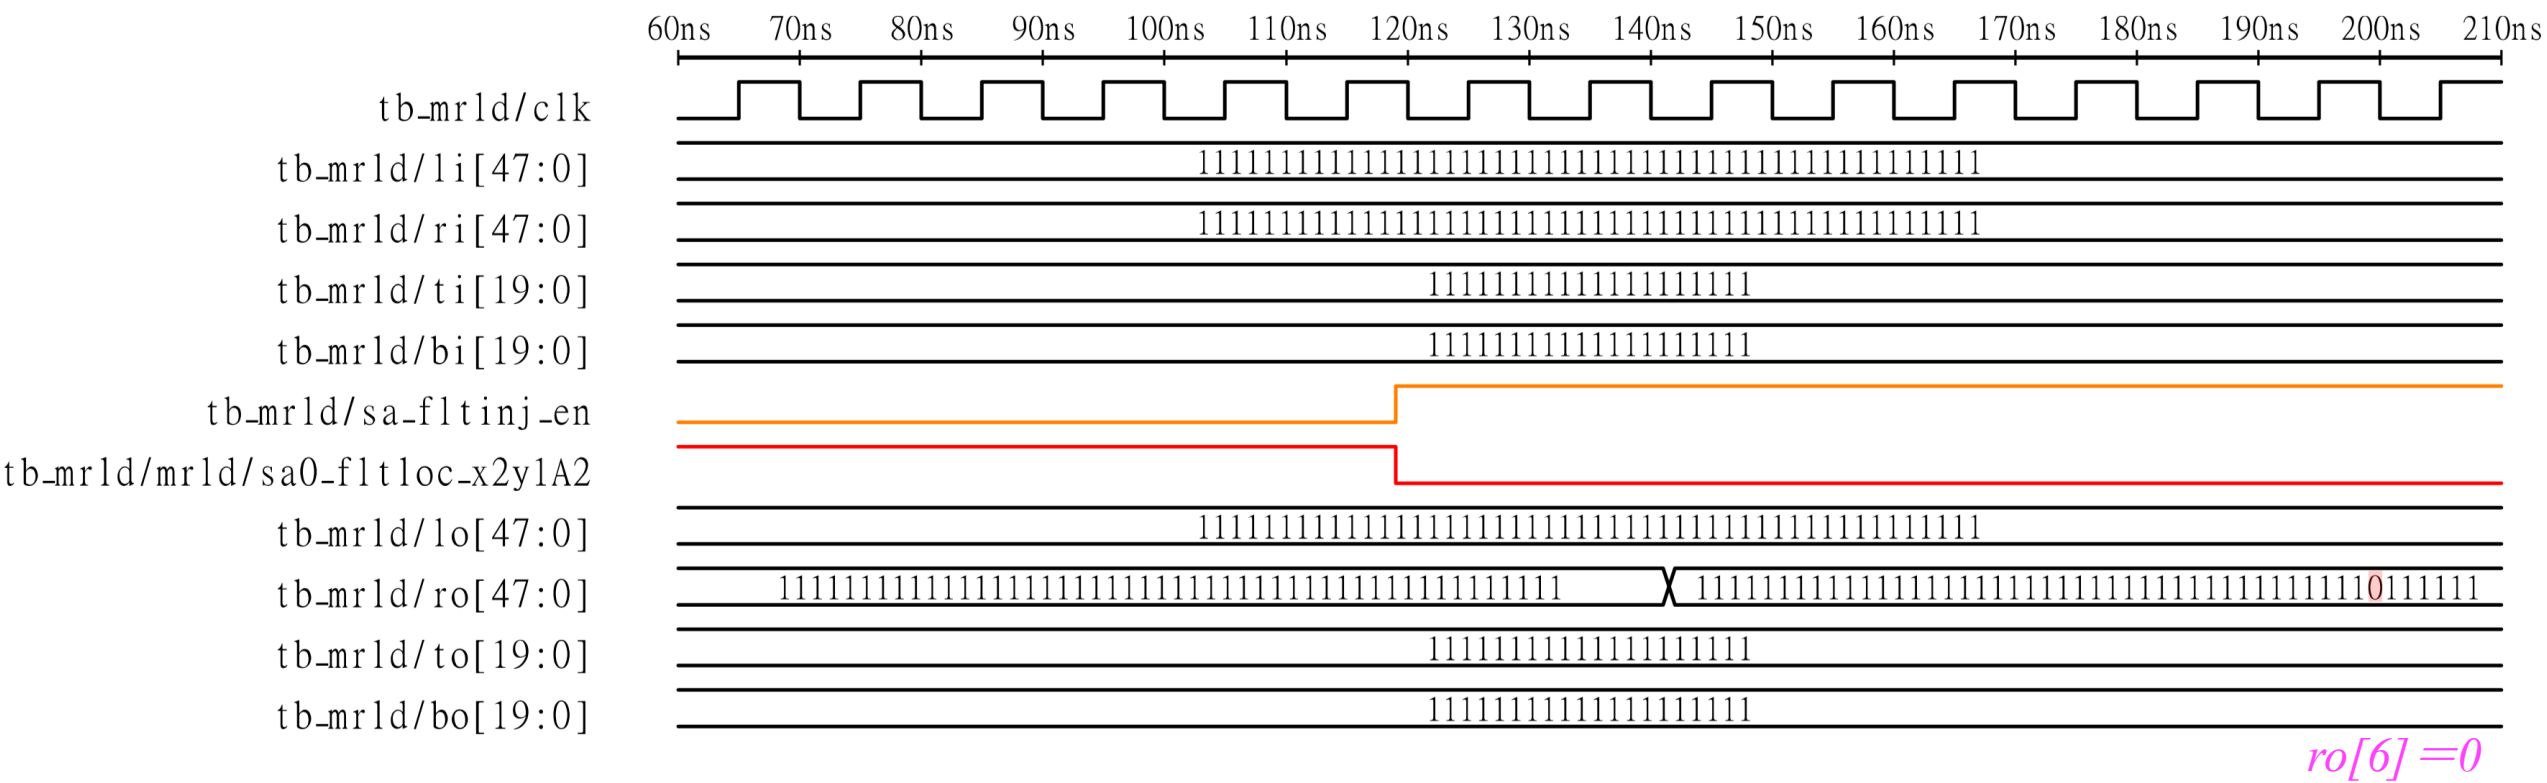 60ns 70ns 80ns 90ns 100ns 110ns 120ns 130ns 140ns 150ns 160ns 170ns 180ns 190ns 200ns 210ns
tb_mrld/clk
tb_mrld/li[47:0] 111111111111111111111111111111111111111111111111
tb_mrld/ri[47:0] 111111111111111111111111111111111111111111111111
tb_mrld/ti[19:0] 11111111111111111111
tb_mrld/bi[19:0] 11111111111111111111
tb_mrld/sa_fltinj_en
tb_mrld/mrld/sa0_fltloc_x2y1A2
tb_mrld/lo[47:0] 111111111111111111111111111111111111111111111111
tb_mrld/ro[47:0] 111111111111111111111111111111111111111111111111 111111111111111111111111111111111111111110111111
tb_mrld/to[19:0] 11111111111111111111
tb_mrld/bo[19:0] 11111111111111111111
ro[6]=0